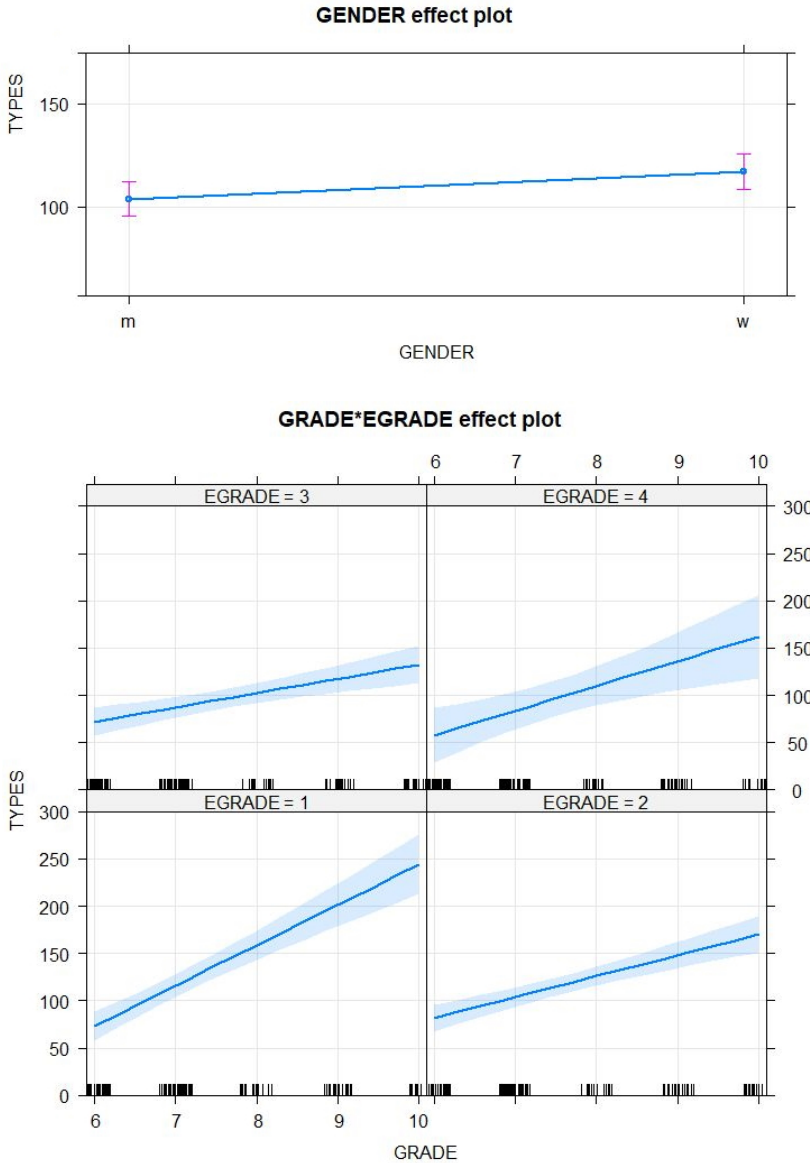 GENDER effect plot
TYPES
150
100
m w
GENDER
GRADE*EGRADE effect plot
6 7 8 9 10
EGRADE = 3 EGRADE = 4
300
250
200
150
100
50
0
EGRADE = 1 EGRADE = 2
TYPES
300
250
200
150
100
50
0
6 7 8 9 10
GRADE